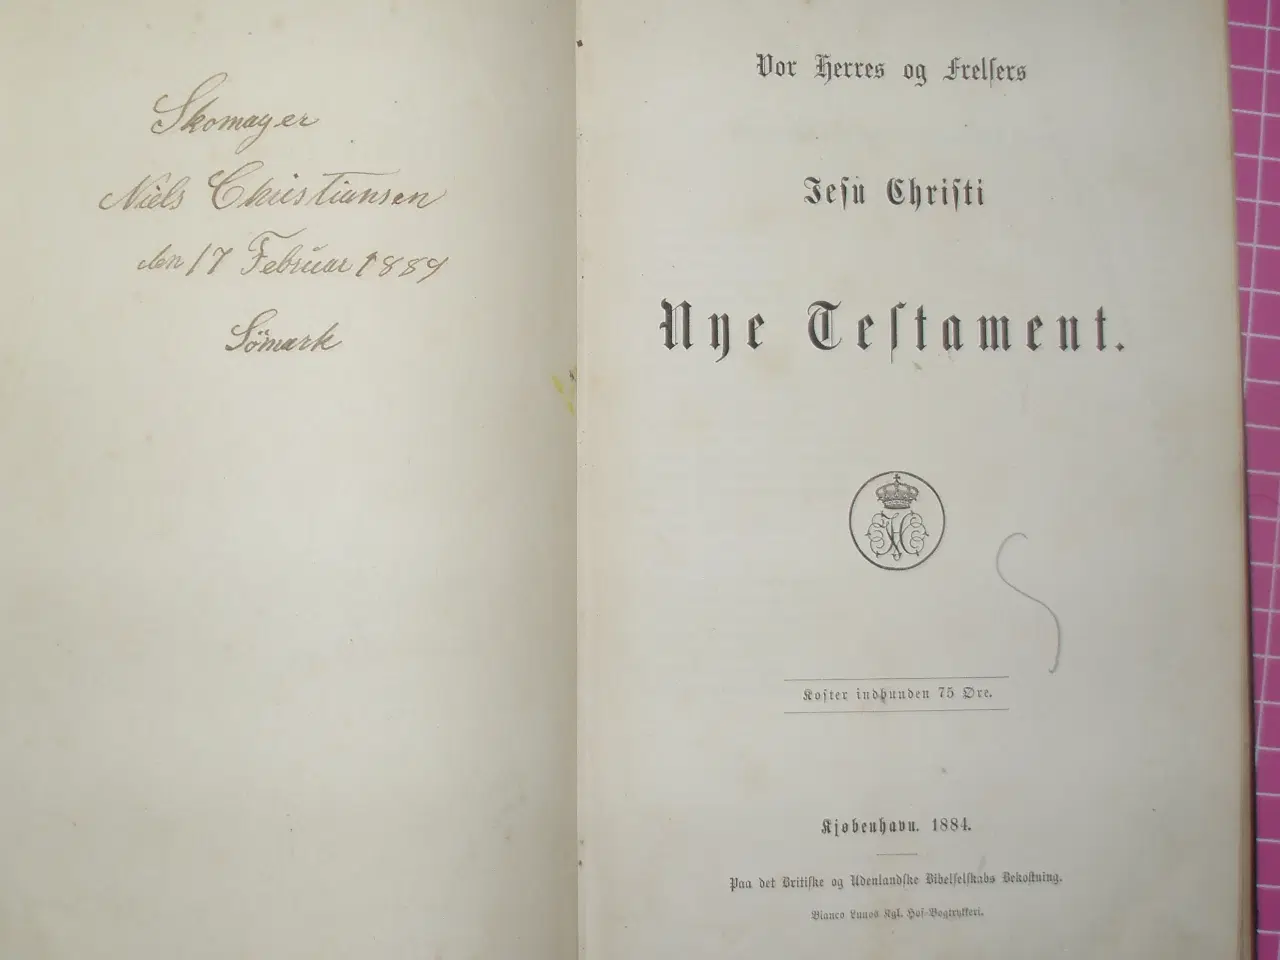 Skomager
Niels Christiansen
den 17 Februar 1889
Sömark
Vor Herres og Frelsers
Jesu Christi
Nye Testament.
Koster indbunden 75 Øre.
Kjøbenhavn. 1884.
Paa det Britiske og Udenlandske Bibelselskabs Bekostning.
Bianco Lunos Kgl. Hof-Bogtrykkeri.